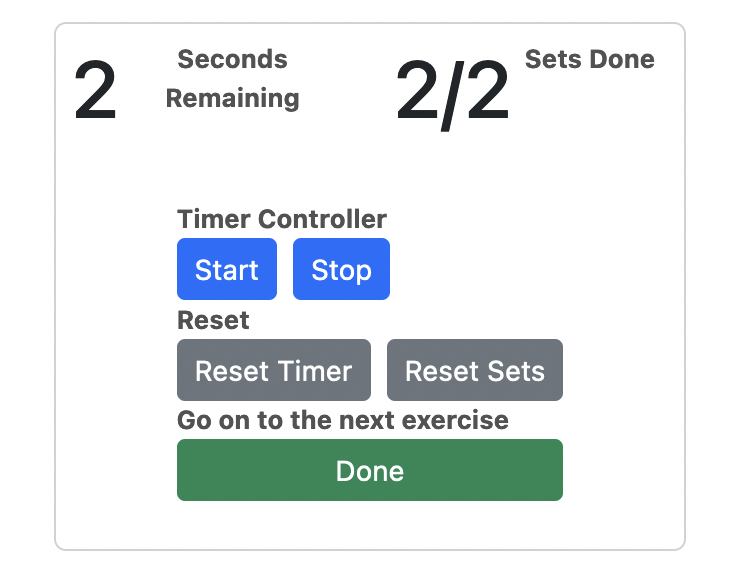 2
Seconds
Remaining
2/2
Sets Done
Timer Controller
Start
Stop
Reset
Reset Timer
Reset Sets
Go on to the next exercise
Done